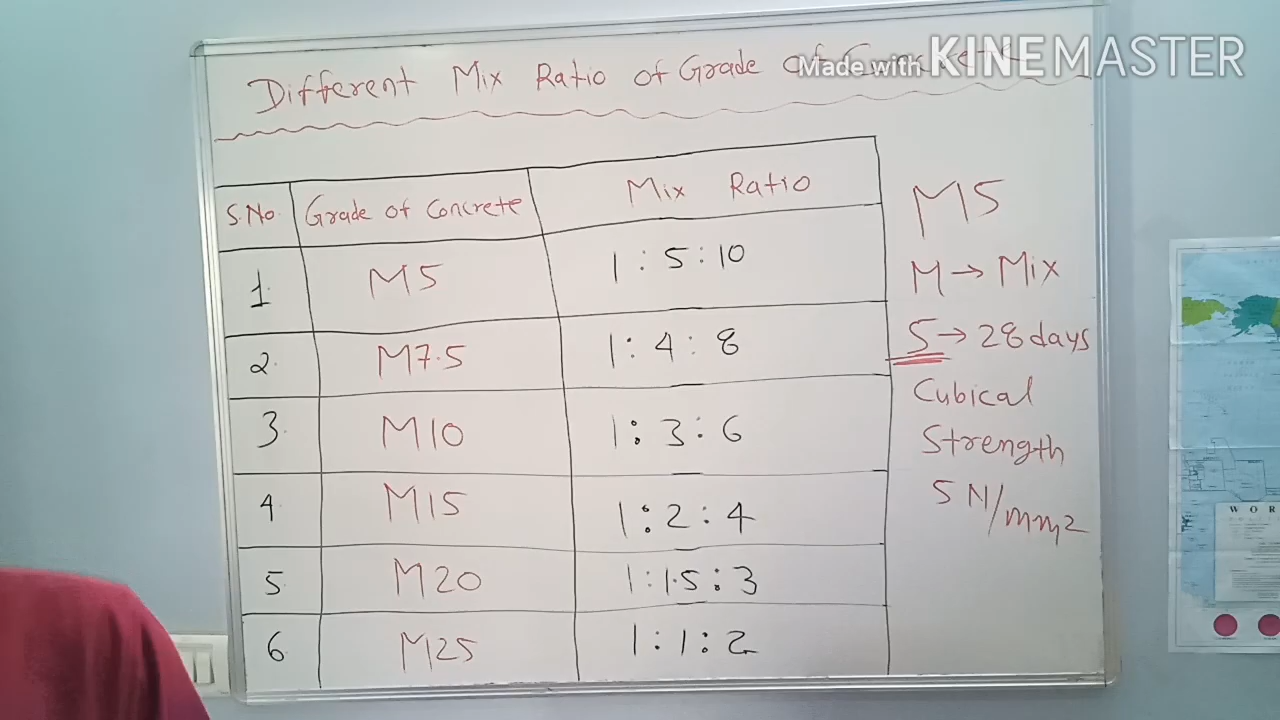 Different Mix Ratio of Grade of Concrete
Made with KINEMASTER
S.No. Grade of Concrete Mix Ratio
1. M5 1 : 5 : 10
2. M7.5 1 : 4 : 8
3. M10 1 : 3 : 6
4. M15 1 : 2 : 4
5. M20 1 : 1.5 : 3
6 M25 1 : 1 : 2
M5
M → Mix
5 → 28 days
Cubical
Strength
5 N/mm2
W O R